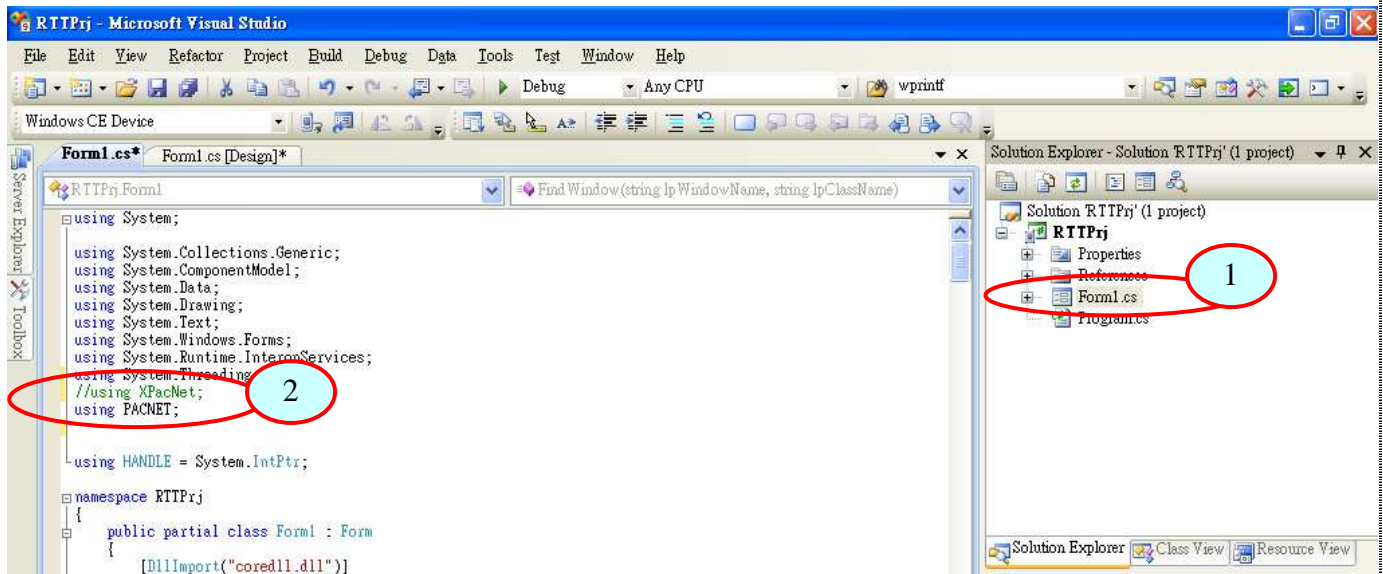 RTTPrj - Microsoft Visual Studio
File Edit View Refactor Project Build Debug Data Tools Test Window Help
Debug Any CPU wprintf
Windows CE Device
Form1.cs* Form1.cs [Design]*
Solution Explorer - Solution 'RTTPrj' (1 project)
RTTPrj.Form1
FindWindow(string lpWindowName, string lpClassName)
Server Explorer
Toolbox
using System;
using System.Collections.Generic;
using System.ComponentModel;
using System.Data;
using System.Drawing;
using System.Text;
using System.Windows.Forms;
using System.Runtime.InteropServices;
using System.Threading
//using XPacNet;
using PACNET;
2
using HANDLE = System.IntPtr;
namespace RTTPrj
{
public partial class Form1 : Form
{
[DllImport("coredll.dll")]
Solution 'RTTPrj' (1 project)
RTTPrj
Properties
References
1
Form1.cs
Program.cs
Solution Explorer Class View Resource View